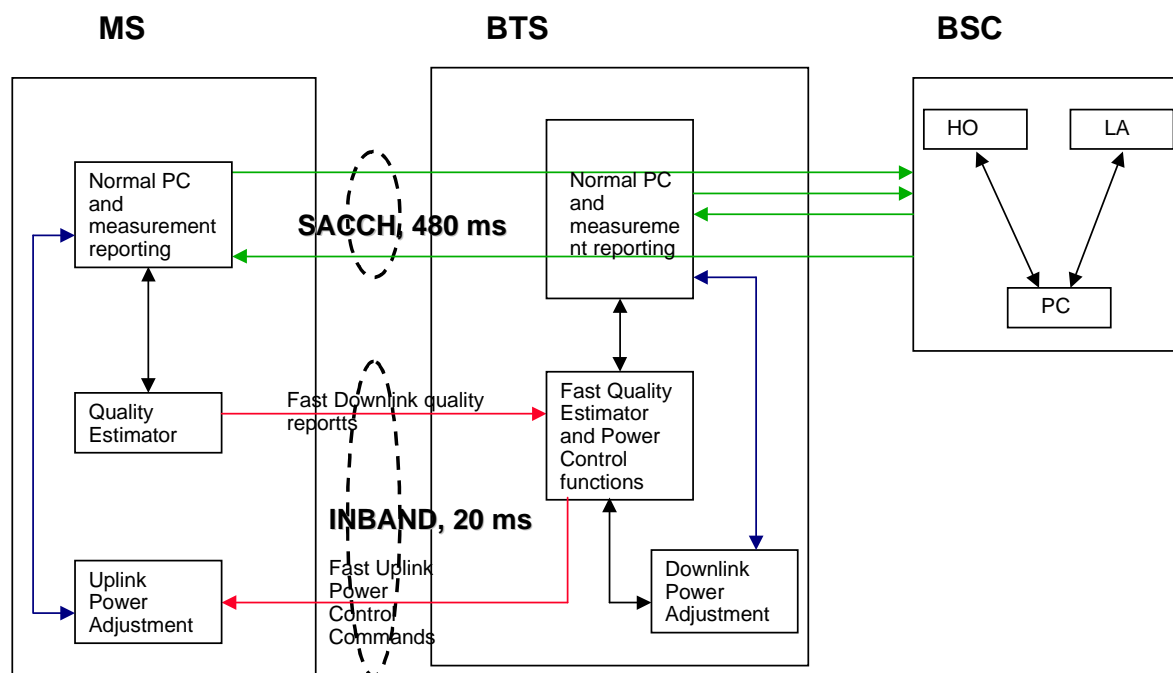 MS
BTS
BSC
HO
LA
Normal PC
and
measurement
reporting
Normal PC
and
measureme
nt reporting
SACCH, 480 ms
PC
Quality
Estimator
Fast Downlink quality
reportts
Fast Quality
Estimator
and Power
Control
functions
INBAND, 20 ms
Uplink
Power
Adjustment
Fast Uplink
Power
Control
Commands
Downlink
Power
Adjustment